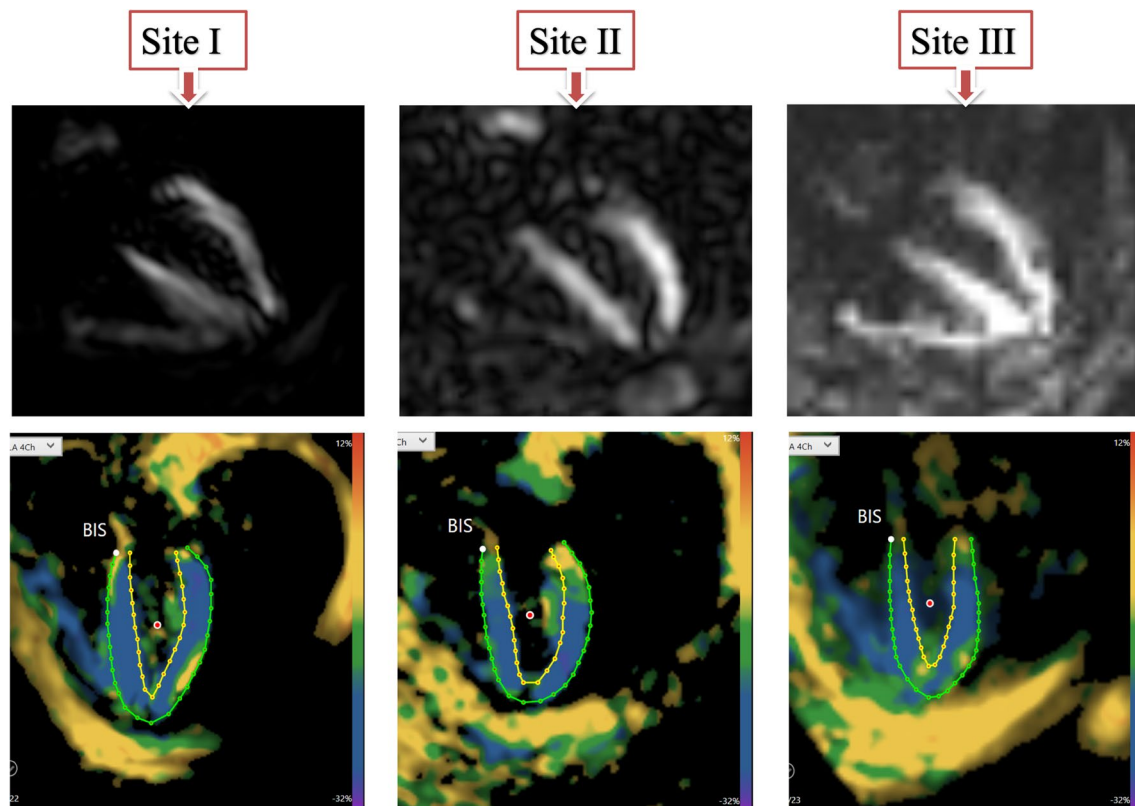 Site I
Site II
Site III
.A 4Ch
12%
BIS
/22
-32%
Ch
12%
BIS
-32%
A 4Ch
12%
BIS
/23
-32%